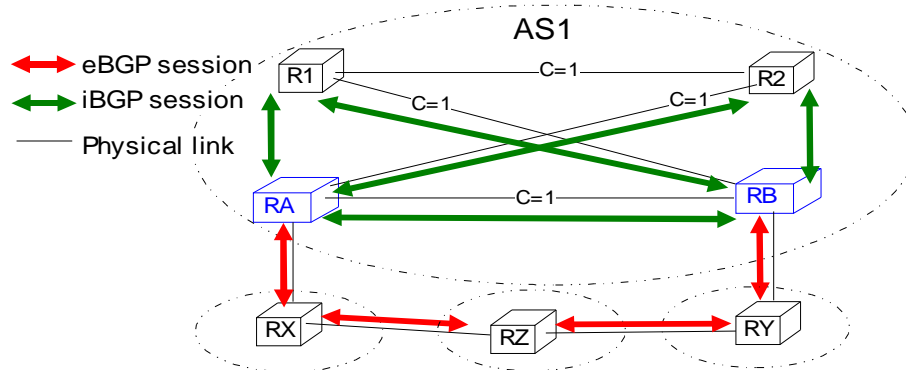 AS1
eBGP session
iBGP session
Physical link
R1
C=1
R2
C=1
C=1
RA
C=1
RB
RX
RZ
RY